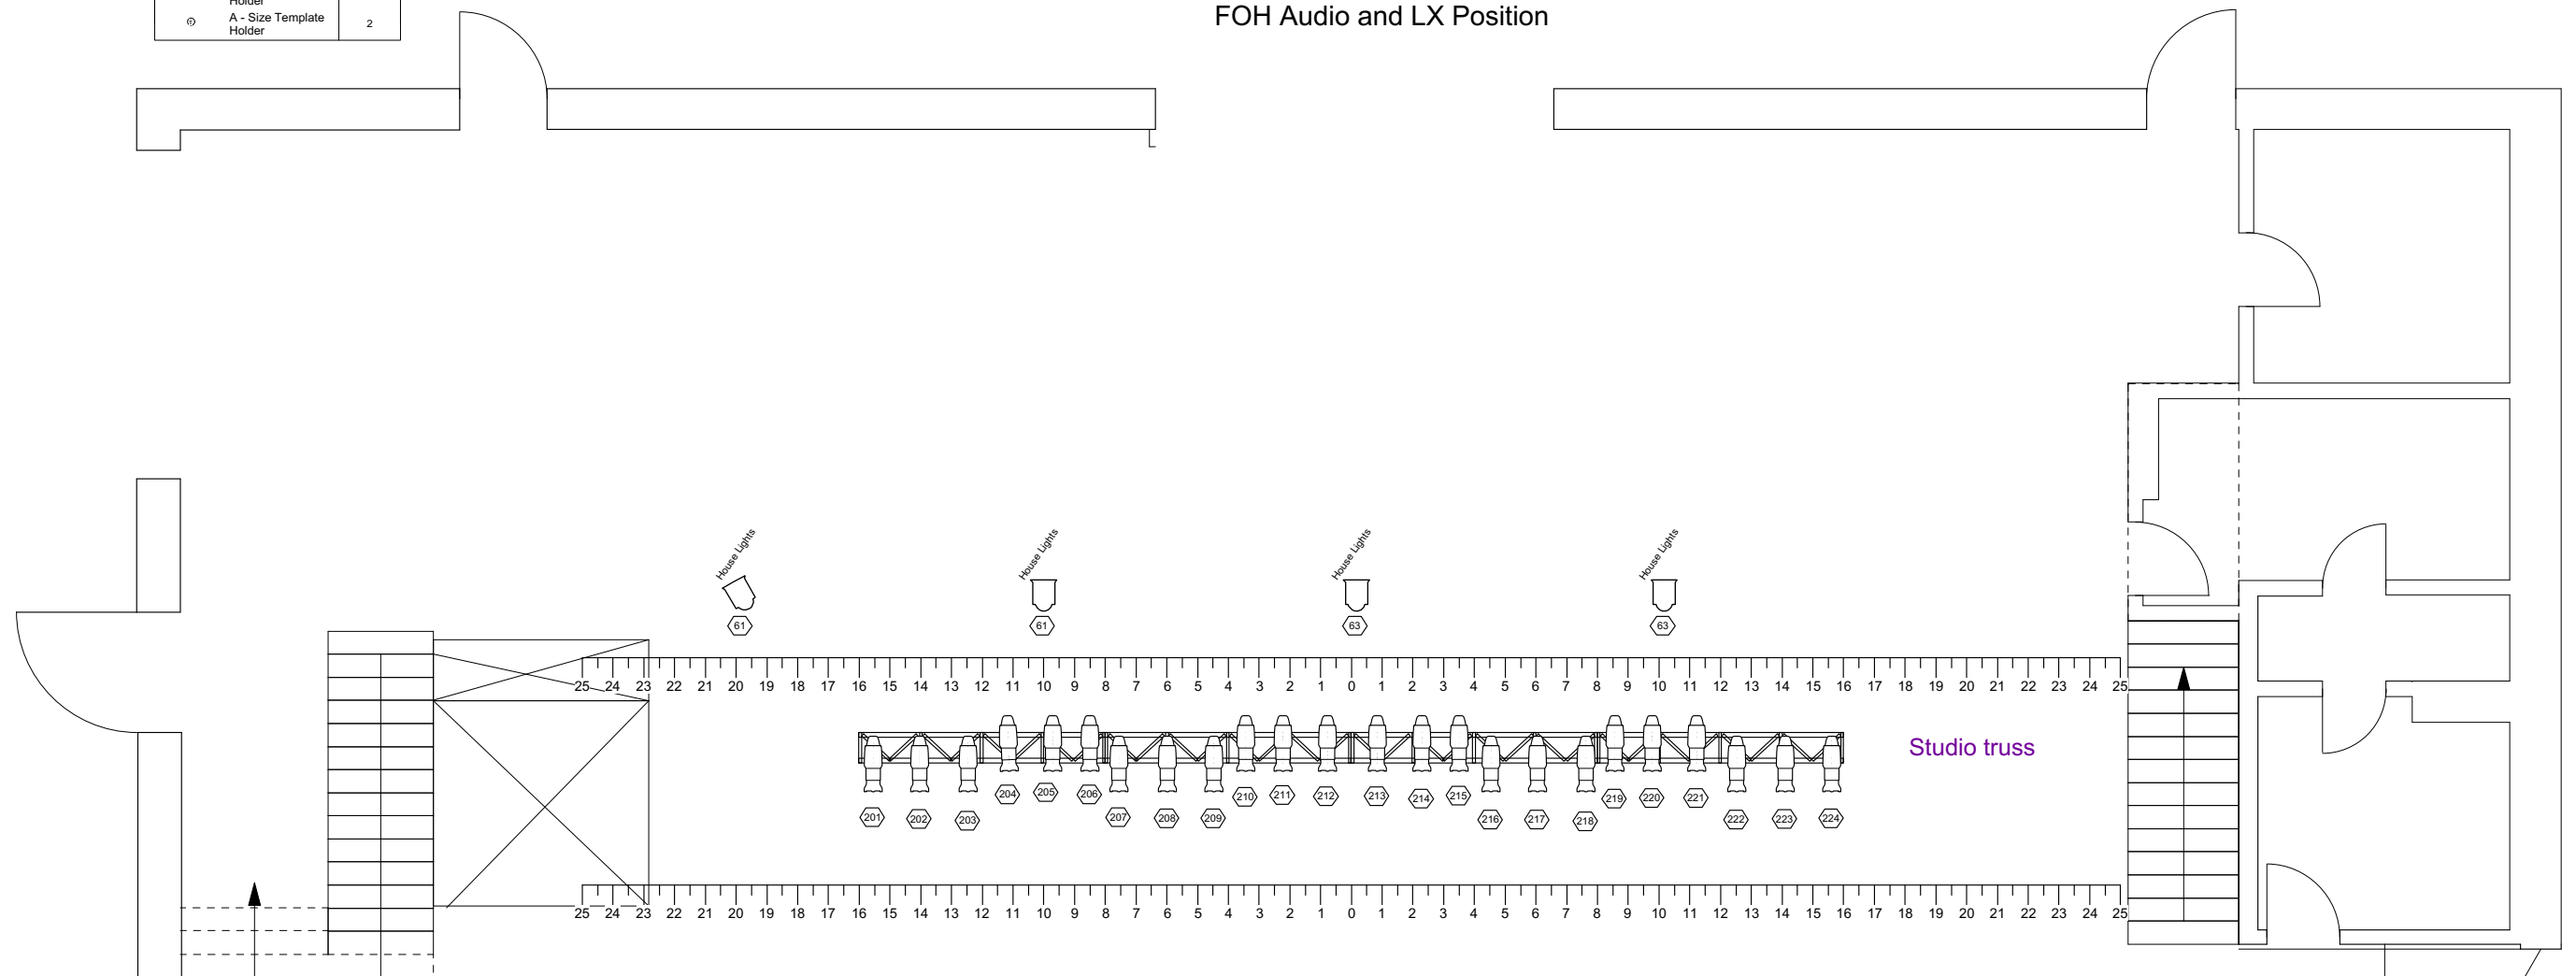 Holder
A - Size Template
Holder
2
FOH Audio and LX Position
House Lights
House Lights
House Lights
House Lights
61
61
63
63
25 24 23 22 21 20 19 18 17 16 15 14 13 12 11 10 9 8 7 6 5 4 3 2 1 0 1 2 3 4 5 6 7 8 9 10 11 12 13 14 15 16 17 18 19 20 21 22 23 24 25
Studio truss
201 202 203 204 205 206 207 208 209 210 211 212 213 214 215 216 217 218 219 220 221 222 223 224
25 24 23 22 21 20 19 18 17 16 15 14 13 12 11 10 9 8 7 6 5 4 3 2 1 0 1 2 3 4 5 6 7 8 9 10 11 12 13 14 15 16 17 18 19 20 21 22 23 24 25